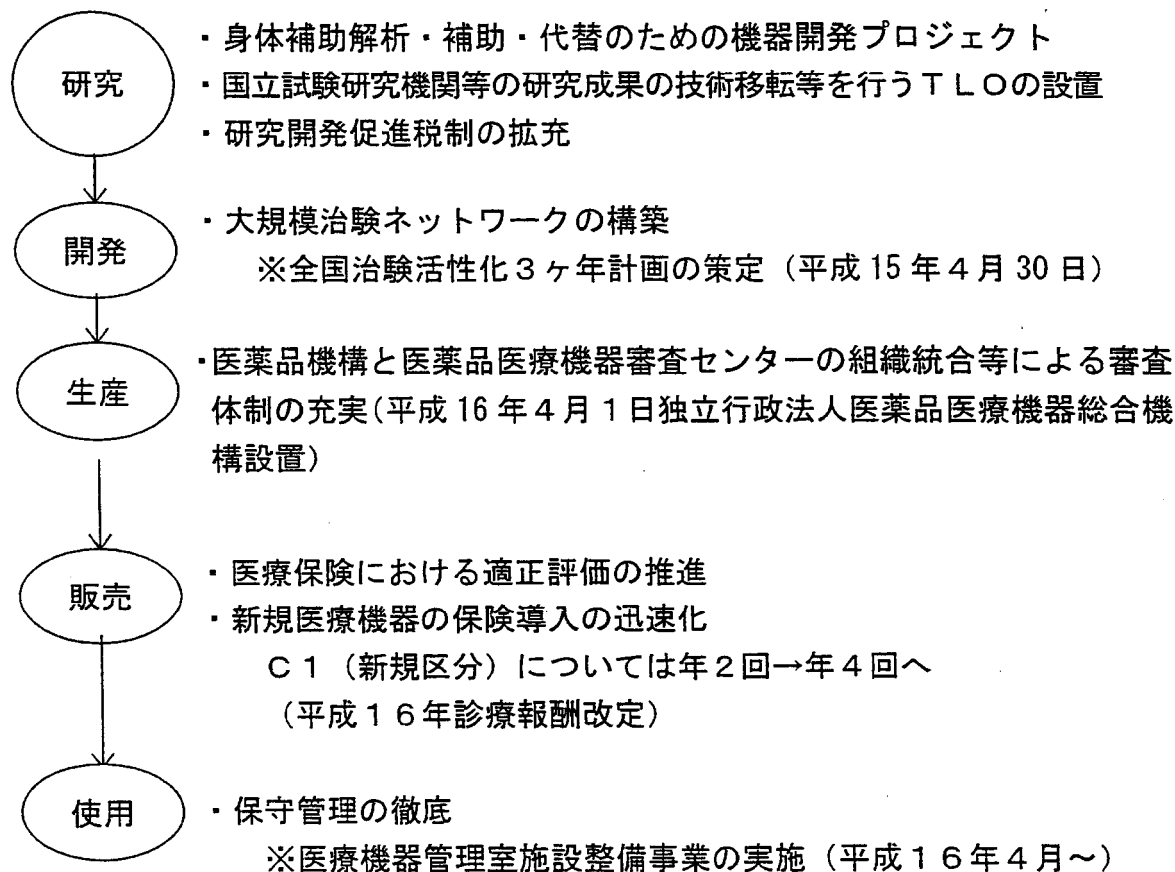 研究
・身体補助解析・補助・代替のための機器開発プロジェクト
・国立試験研究機関等の研究成果の技術移転等を行うＴＬＯの設置
・研究開発促進税制の拡充
開発
・大規模治験ネットワークの構築
※全国治験活性化３ヶ年計画の策定（平成15年４月30日）
生産
・医薬品機構と医薬品医療機器審査センターの組織統合等による審査
体制の充実(平成16年４月１日独立行政法人医薬品医療機器総合機
構設置)
販売
・医療保険における適正評価の推進
・新規医療機器の保険導入の迅速化
Ｃ１（新規区分）については年２回→年４回へ
（平成１６年診療報酬改定）
使用
・保守管理の徹底
※医療機器管理室施設整備事業の実施（平成１６年４月～）